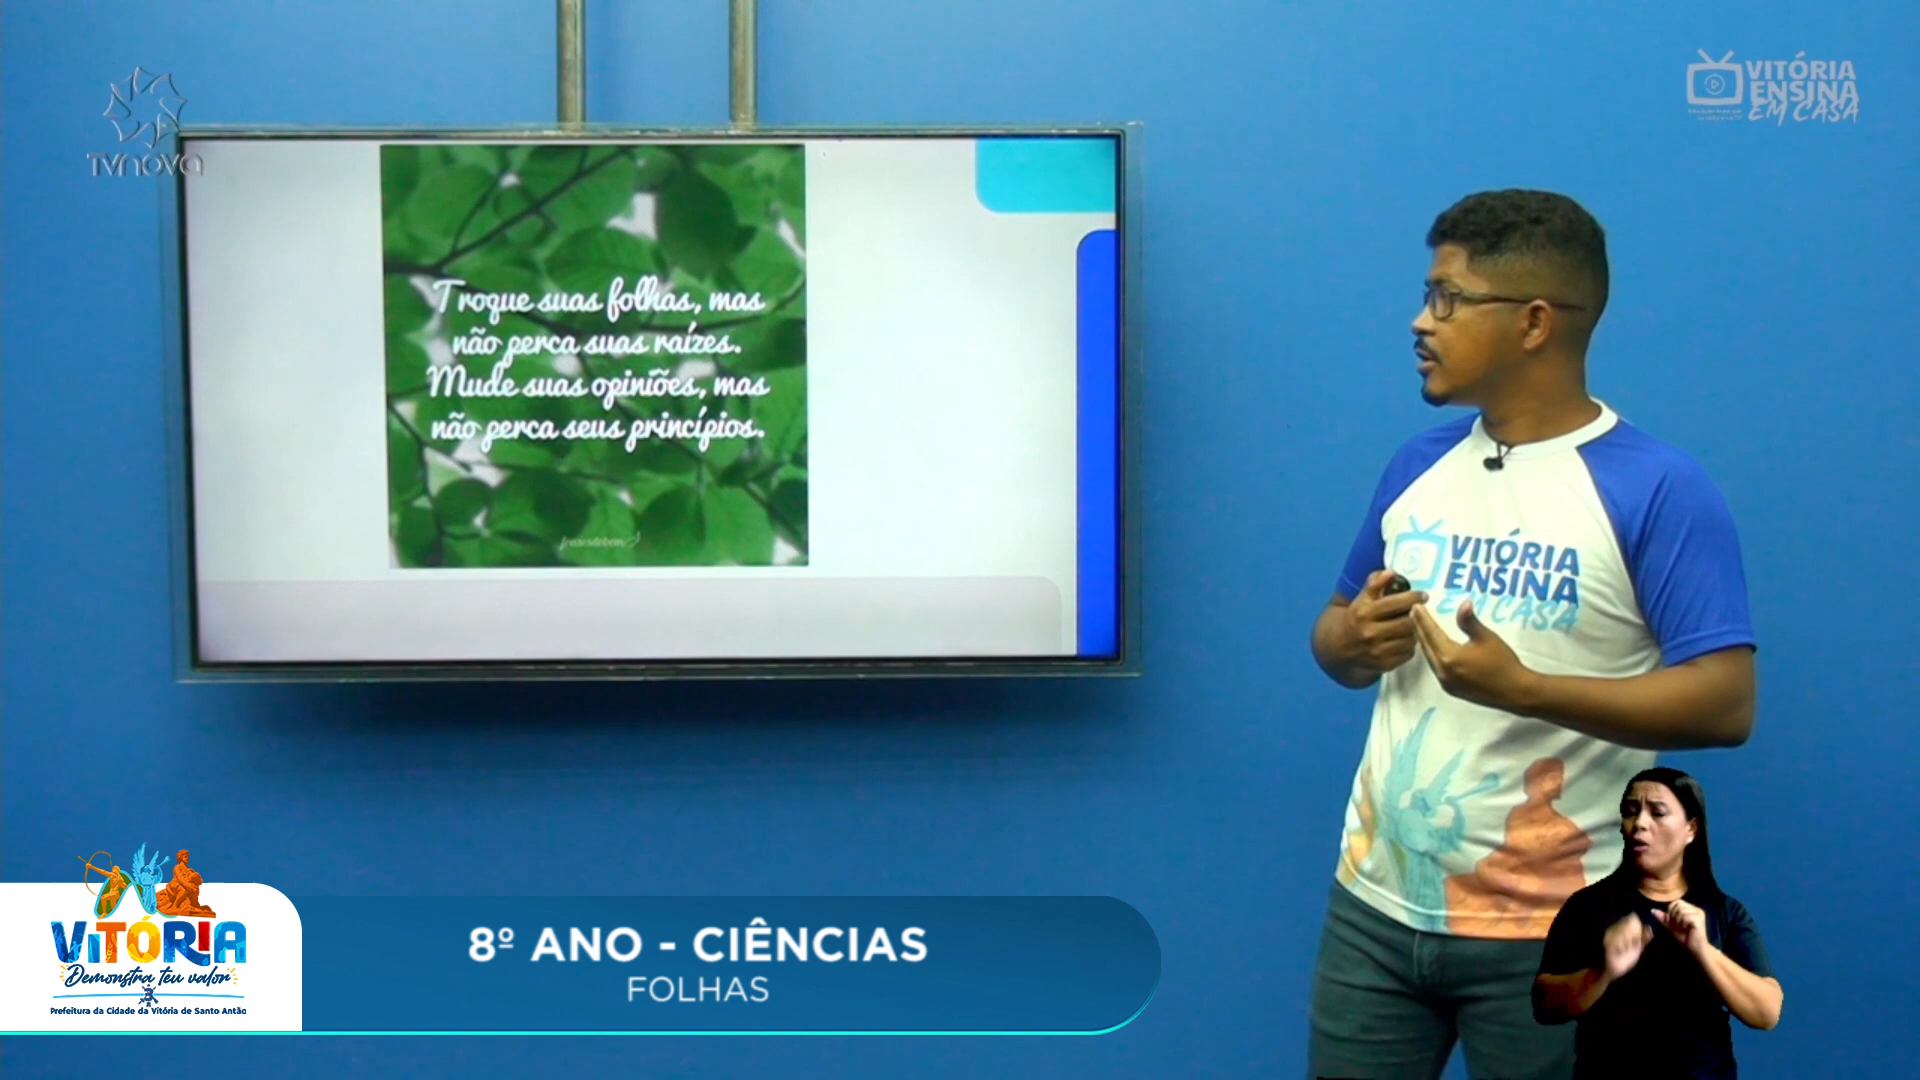 TVNOVA
VITÓRIA
ENSINA
EM CASA
Troque suas folhas, mas
não perca suas raízes.
Mude suas opiniões, mas
não perca seus princípios.
frasesdobem
VITÓRIA
ENSINA
EM CASA
8º ANO - CIÊNCIAS
FOLHAS
VITÓRIA
Demonstra teu valor
Prefeitura da Cidade da Vitória de Santo Antão